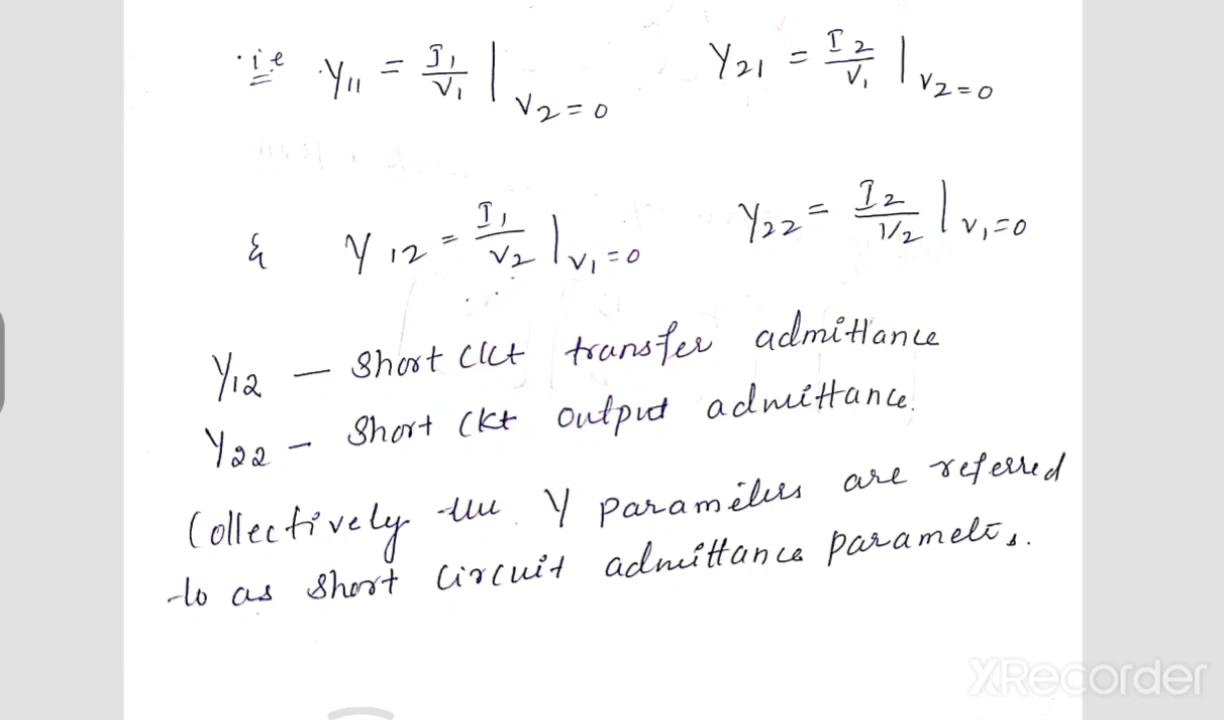 i.e Y11 = I1/V1 | V2=0 Y21 = I2/V1 | V2=0
& Y12 = I1/V2 | V1=0 Y22 = I2/V2 | V1=0
Y12 — Short Ckt transfer admittance
Y22 — Short Ckt output admittance.
Collectively the Y parameters are referred
to as short circuit admittance parameters.
XRecorder